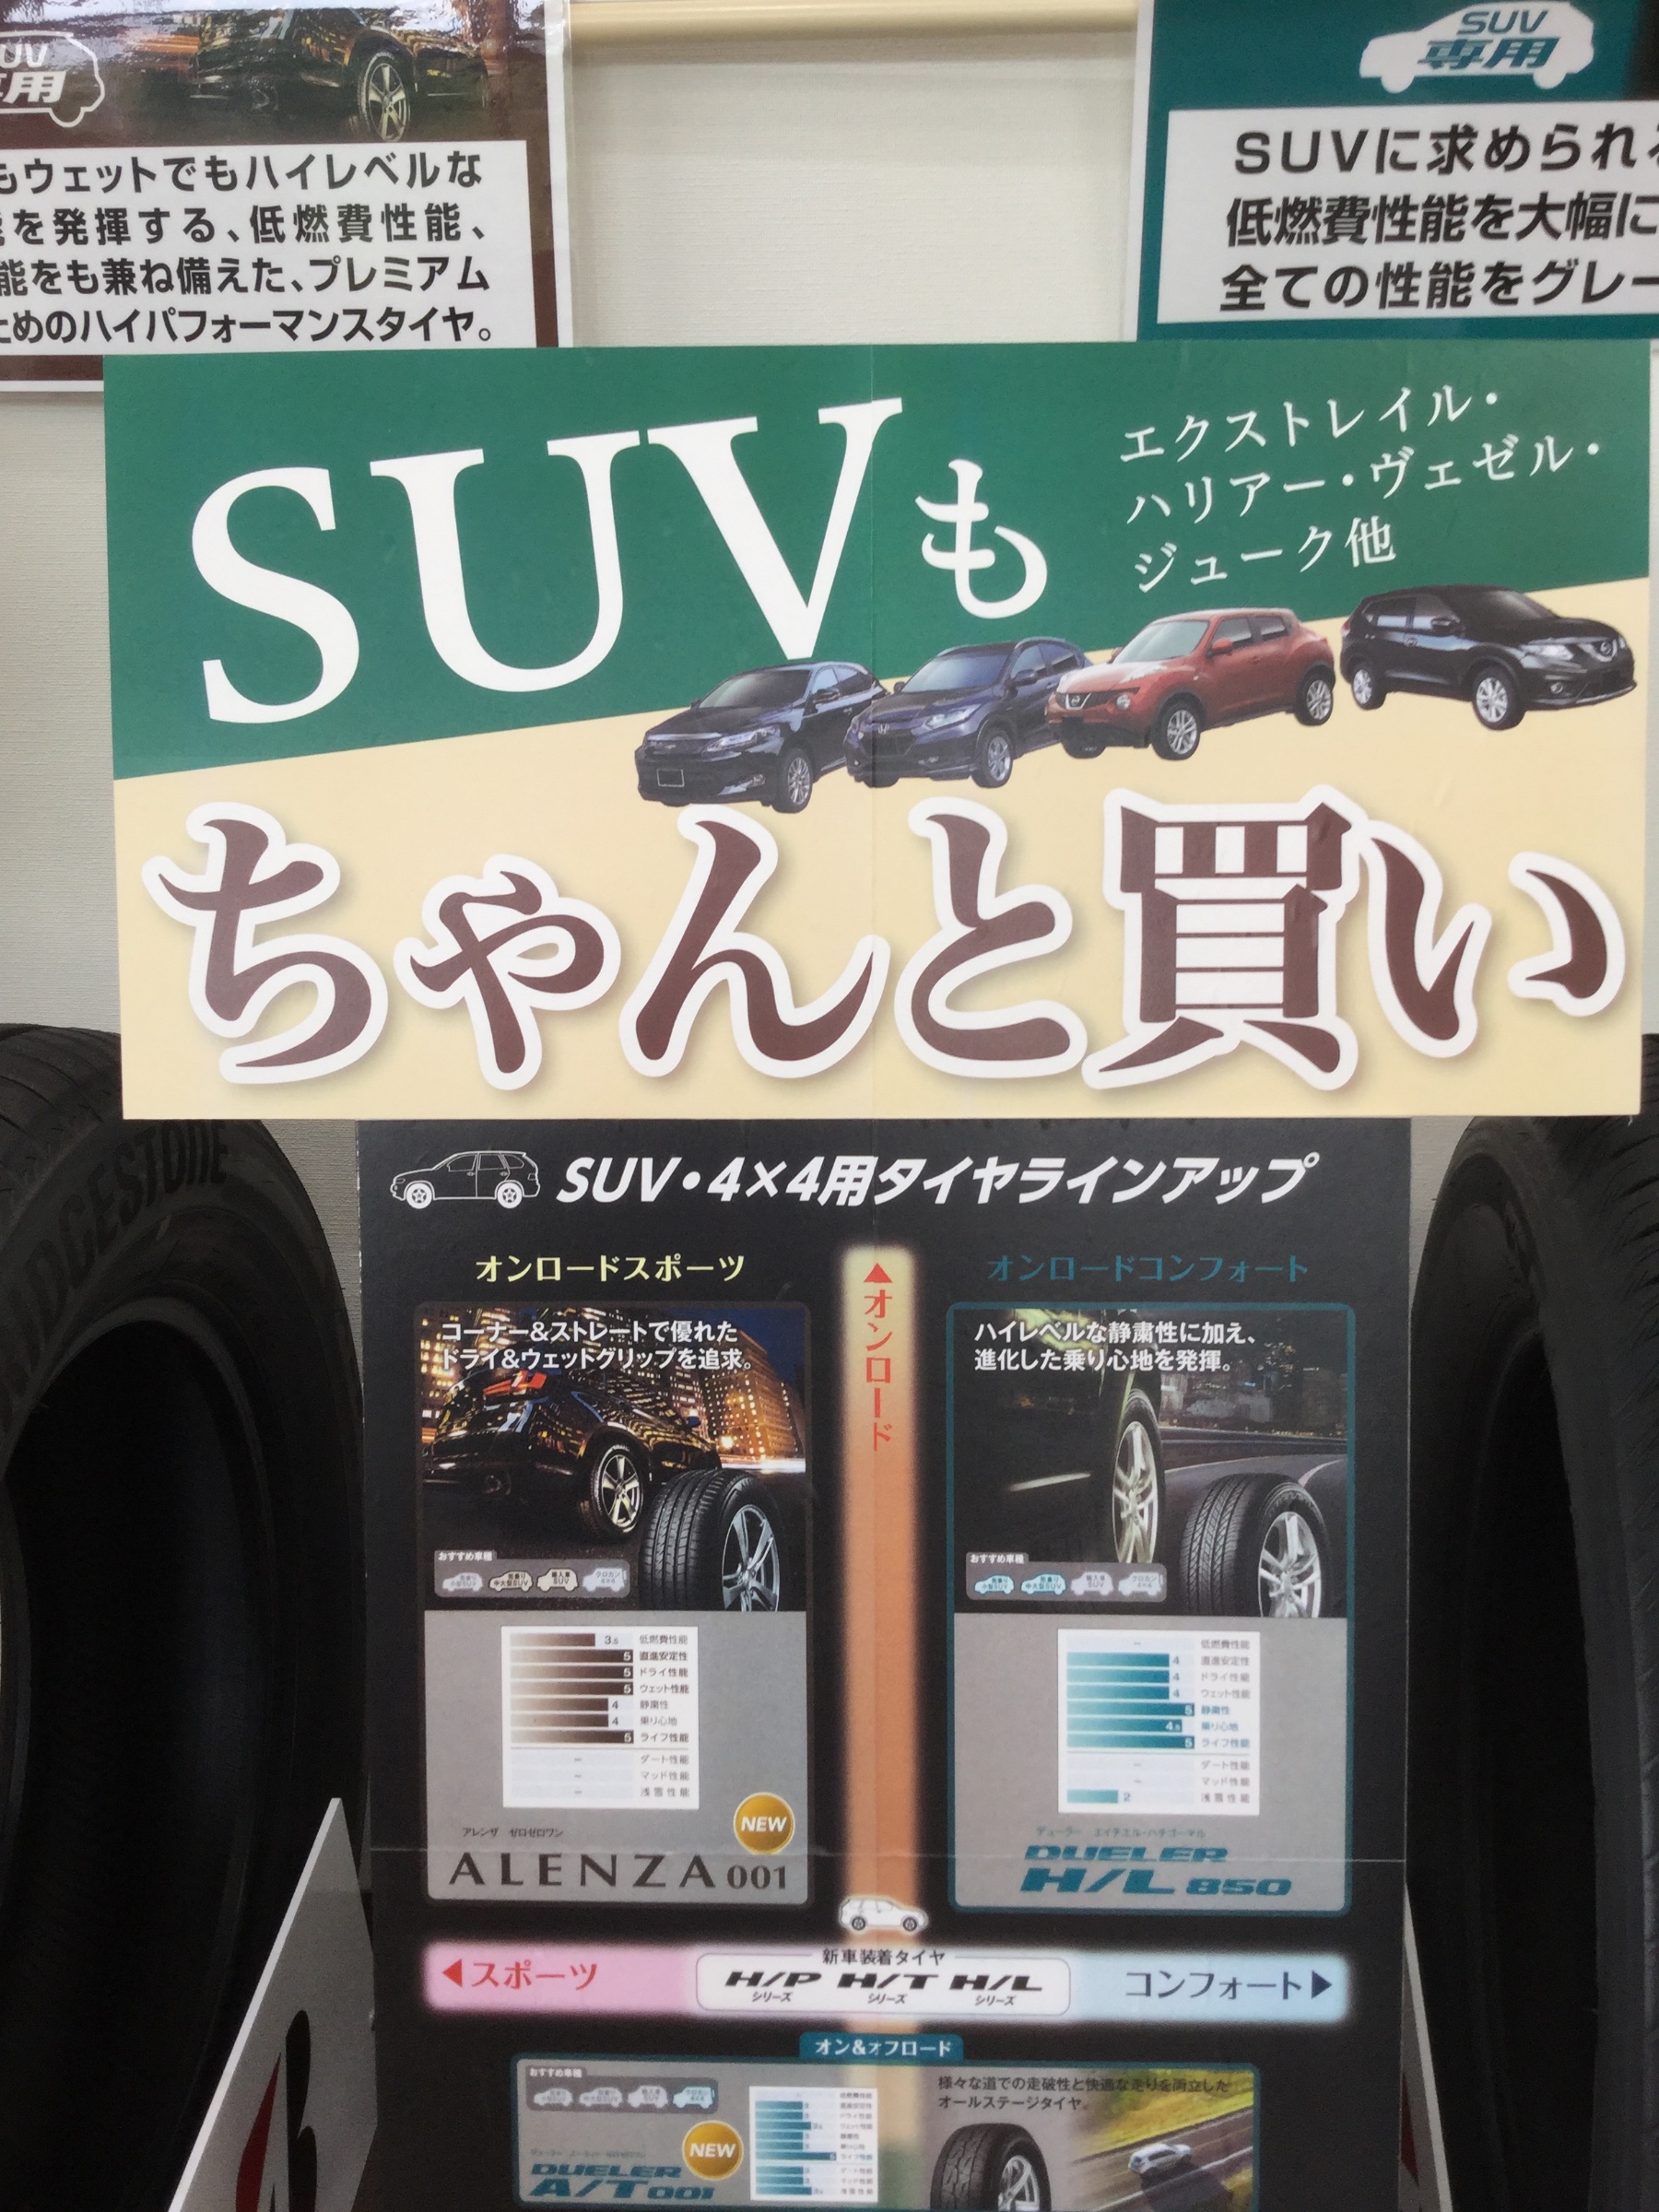 SUV
専用
もウェットでもハイレベルな
を発揮する、低燃費性能、
能をも兼ね備えた、プレミアム
ためのハイパフォーマンスタイヤ。
SUV
専用
SUVに求められ
低燃費性能を大幅に
全ての性能をグレー
SUVも
エクストレイル・
ハリアー・ヴェゼル・
ジューク他
ちゃんと買い
BRIDGESTONE
SUV・4×4用タイヤラインアップ
オンロードスポーツ
コーナー&ストレートで優れた
ドライ&ウェットグリップを追求。
おすすめ車種
3.5 低燃費性能
5 直進安定性
5 ドライ性能
5 ウェット性能
4 静粛性
4 乗り心地
5 ライフ性能
- ダート性能
- マッド性能
- 浅雪性能
NEW
アレンザ ゼロゼロワン
ALENZA 001
▲オンロード
オンロードコンフォート
ハイレベルな静粛性に加え、
進化した乗り心地を発揮。
おすすめ車種
- 低燃費性能
4 直進安定性
4 ドライ性能
4 ウェット性能
5 静粛性
4.5 乗り心地
5 ライフ性能
- ダート性能
- マッド性能
2 浅雪性能
デューラー エイチエル・ハチゴーマル
DUELER
H/L 850
◀スポーツ
新車装着タイヤ
H/P H/T H/L
シリーズ シリーズ シリーズ
コンフォート▶
オン&オフロード
おすすめ車種
NEW
DUELER
A/T 001
様々な道での走破性と快適な走りを両立した
オールステージタイヤ。